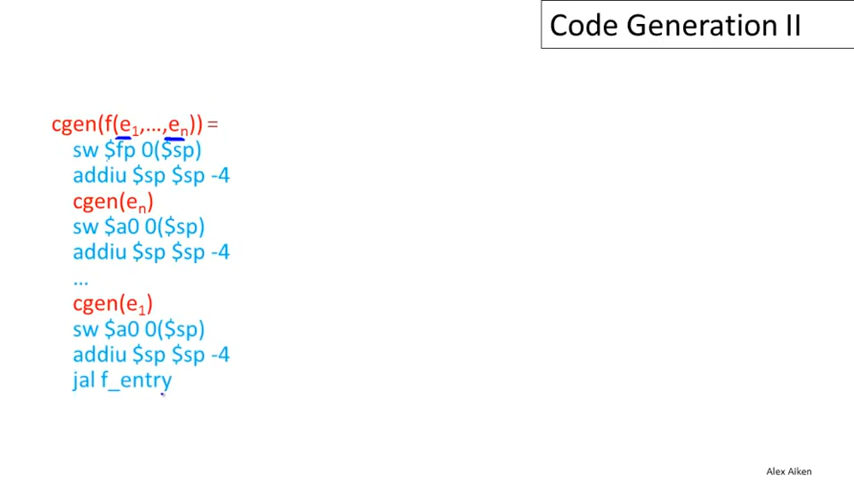 Code Generation II
cgen(f(e1,...,en)) =
sw $fp 0($sp)
addiu $sp $sp -4
cgen(en)
sw $a0 0($sp)
addiu $sp $sp -4
...
cgen(e1)
sw $a0 0($sp)
addiu $sp $sp -4
jal f_entry
Alex Aiken